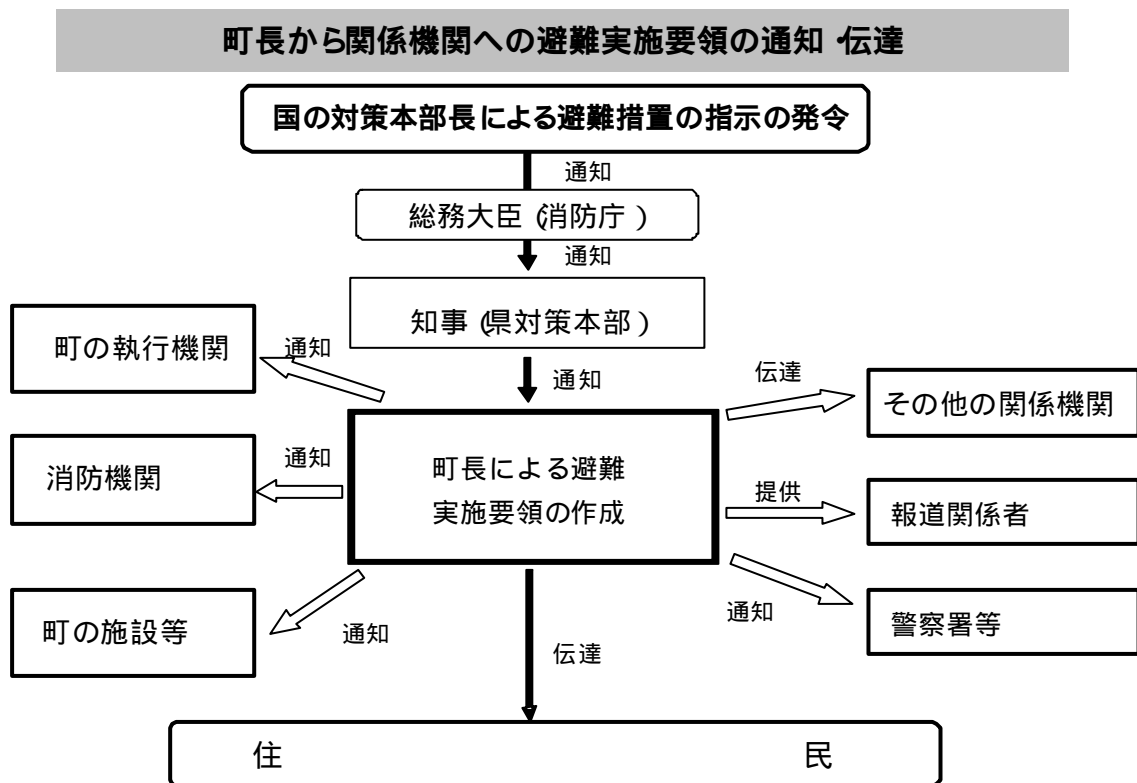 町長から関係機関への避難実施要領の通知・伝達
国の対策本部長による避難措置の指示の発令
通知
総務大臣(消防庁)
通知
知事(県対策本部)
通知
町の執行機関
通知
伝達
その他の関係機関
消防機関
通知
町長による避難
実施要領の作成
提供
報道関係者
町の施設等
通知
通知
警察署等
伝達
住民